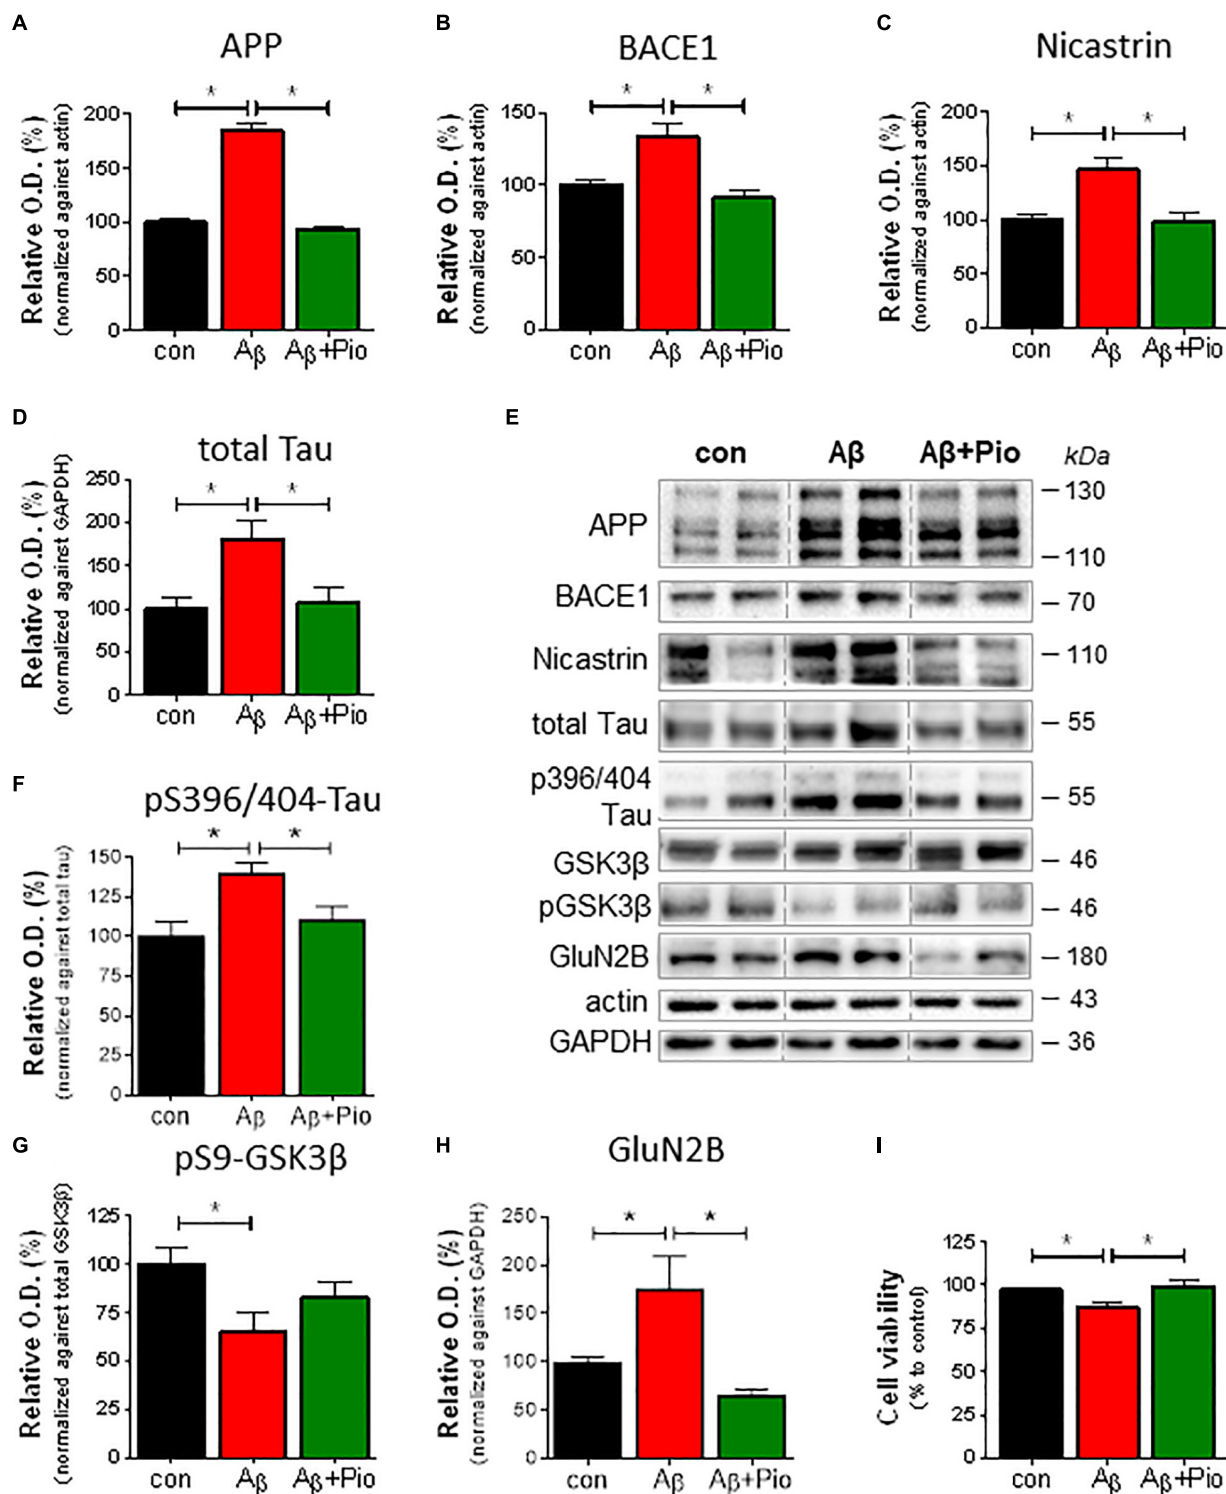 A
APP
Relative O.D. (%)
(normalized against actin)
200
150
100
50
0
* *
con Aβ Aβ+Pio
B
BACE1
Relative O.D. (%)
(normalized against actin)
150
100
50
0
* *
con Aβ Aβ+Pio
C
Nicastrin
Relative O.D. (%)
(normalized against actin)
200
150
100
50
0
* *
con Aβ Aβ+Pio
D
total Tau
Relative O.D. (%)
(normalized against GAPDH)
250
200
150
100
50
0
* *
con Aβ Aβ+Pio
E
con Aβ Aβ+Pio kDa
APP
130
110
BACE1
70
Nicastrin
110
total Tau
55
p396/404
Tau
55
GSK3β
46
pGSK3β
46
GluN2B
180
actin
43
GAPDH
36
F
pS396/404-Tau
Relative O.D. (%)
(normalized against total tau)
150
125
100
75
50
25
0
* *
con Aβ Aβ+Pio
G
pS9-GSK3β
Relative O.D. (%)
(normalized against total GSK3β)
125
100
75
50
25
0
*
con Aβ Aβ+Pio
H
GluN2B
Relative O.D. (%)
(normalized against GAPDH)
250
200
150
100
50
0
* *
con Aβ Aβ+Pio
I
Cell viability
(% to control)
125
100
75
50
25
0
* *
con Aβ Aβ+Pio